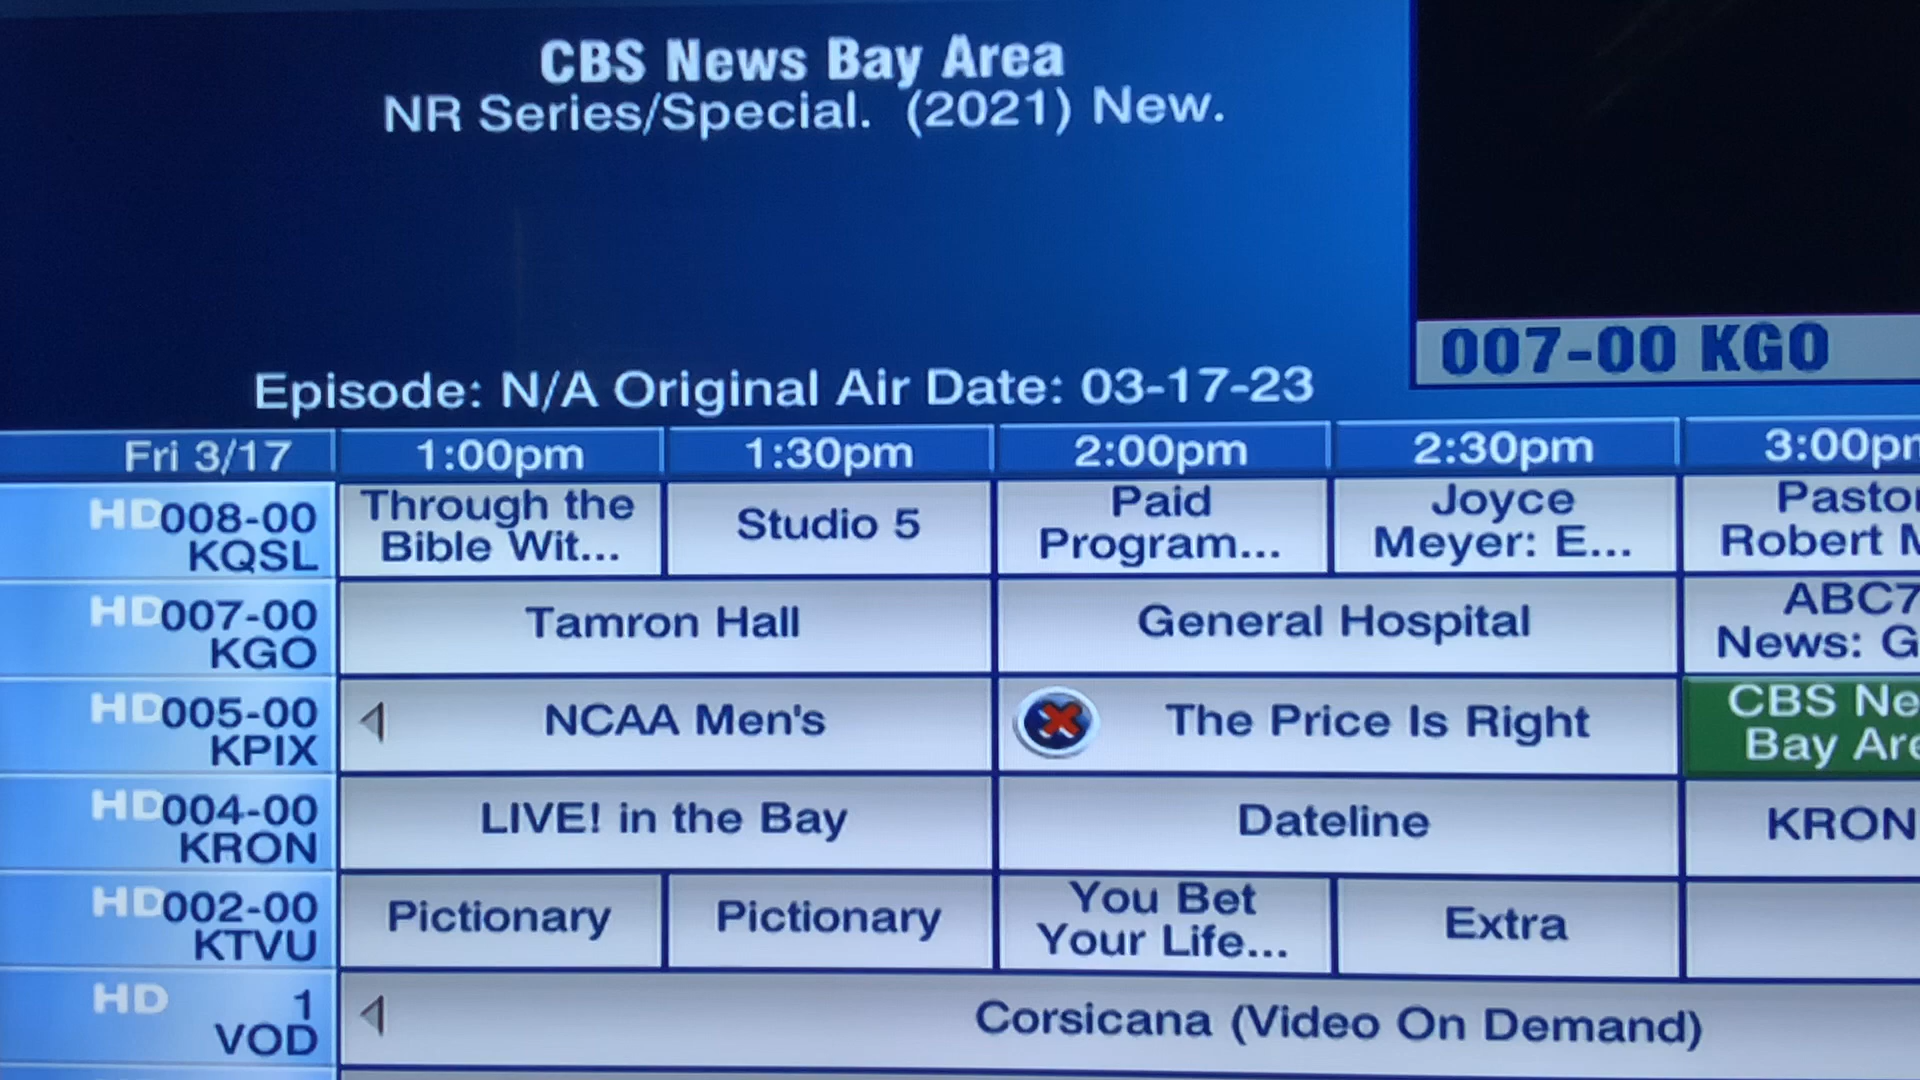 CBS News Bay Area
NR Series/Special. (2021) New.
007-00 KGO
Episode: N/A Original Air Date: 03-17-23
Fri 3/17 1:00pm 1:30pm 2:00pm 2:30pm 3:00pm
HD008-00
KQSL
Through the
Bible Wit...
Studio 5
Paid
Program...
Joyce
Meyer: E...
Pastor
Robert M
HD007-00
KGO
Tamron Hall
General Hospital
ABC7
News: G
HD005-00
KPIX
NCAA Men's
The Price Is Right
CBS Ne
Bay Are
HD004-00
KRON
LIVE! in the Bay
Dateline
KRON
HD002-00
KTVU
Pictionary
Pictionary
You Bet
Your Life...
Extra
HD 1
VOD
Corsicana (Video On Demand)